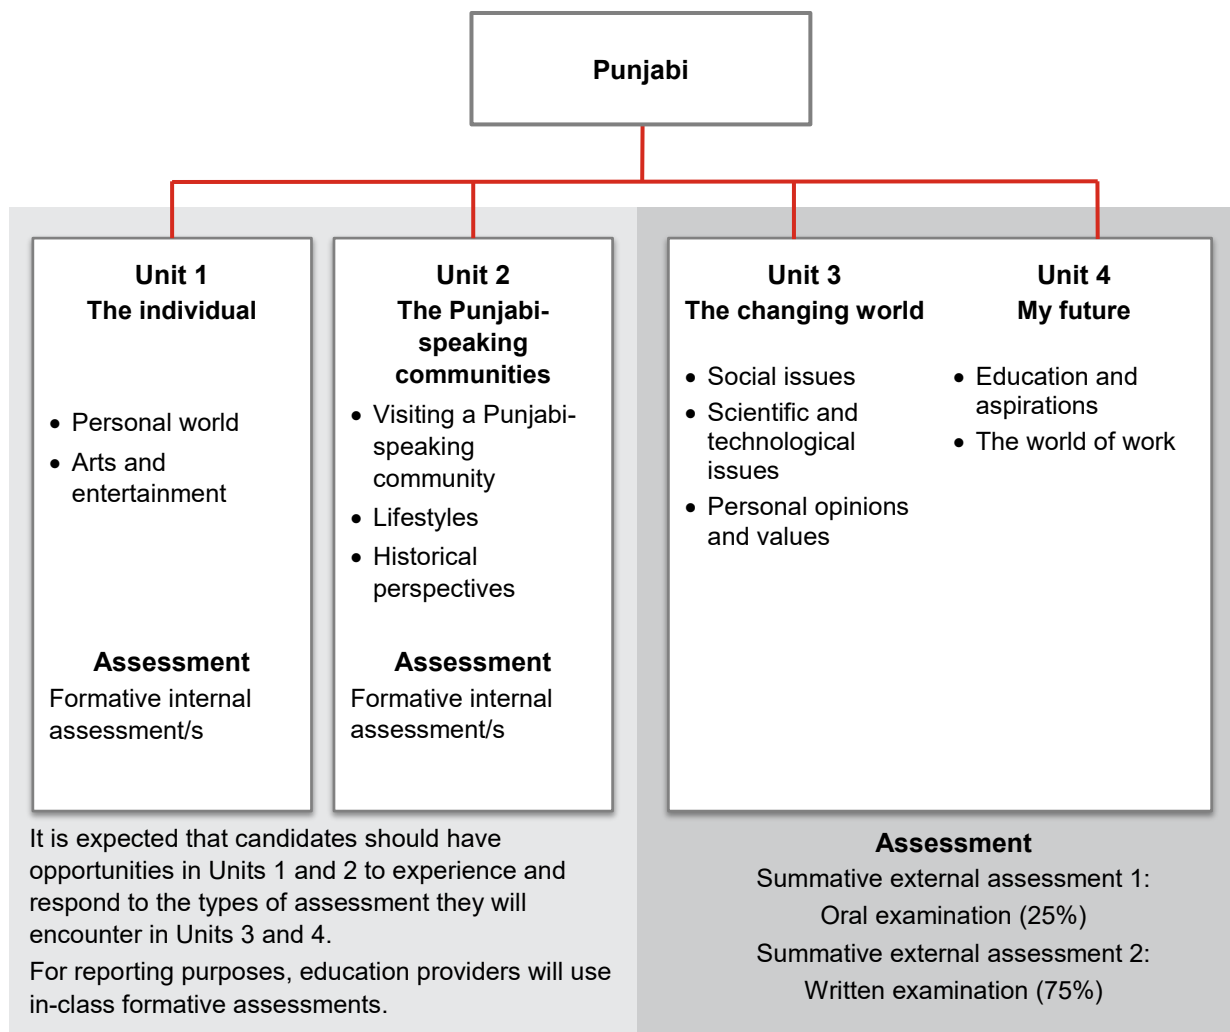 Punjabi
Unit 1
The individual
• Personal world
• Arts and
entertainment
Assessment
Formative internal
assessment/s
Unit 2
The Punjabi-
speaking
communities
• Visiting a Punjabi-
speaking
community
• Lifestyles
• Historical
perspectives
Assessment
Formative internal
assessment/s
It is expected that candidates should have
opportunities in Units 1 and 2 to experience and
respond to the types of assessment they will
encounter in Units 3 and 4.
For reporting purposes, education providers will use
in-class formative assessments.
Unit 3
The changing world
• Social issues
• Scientific and
technological
issues
• Personal opinions
and values
Unit 4
My future
• Education and
aspirations
• The world of work
Assessment
Summative external assessment 1:
Oral examination (25%)
Summative external assessment 2:
Written examination (75%)